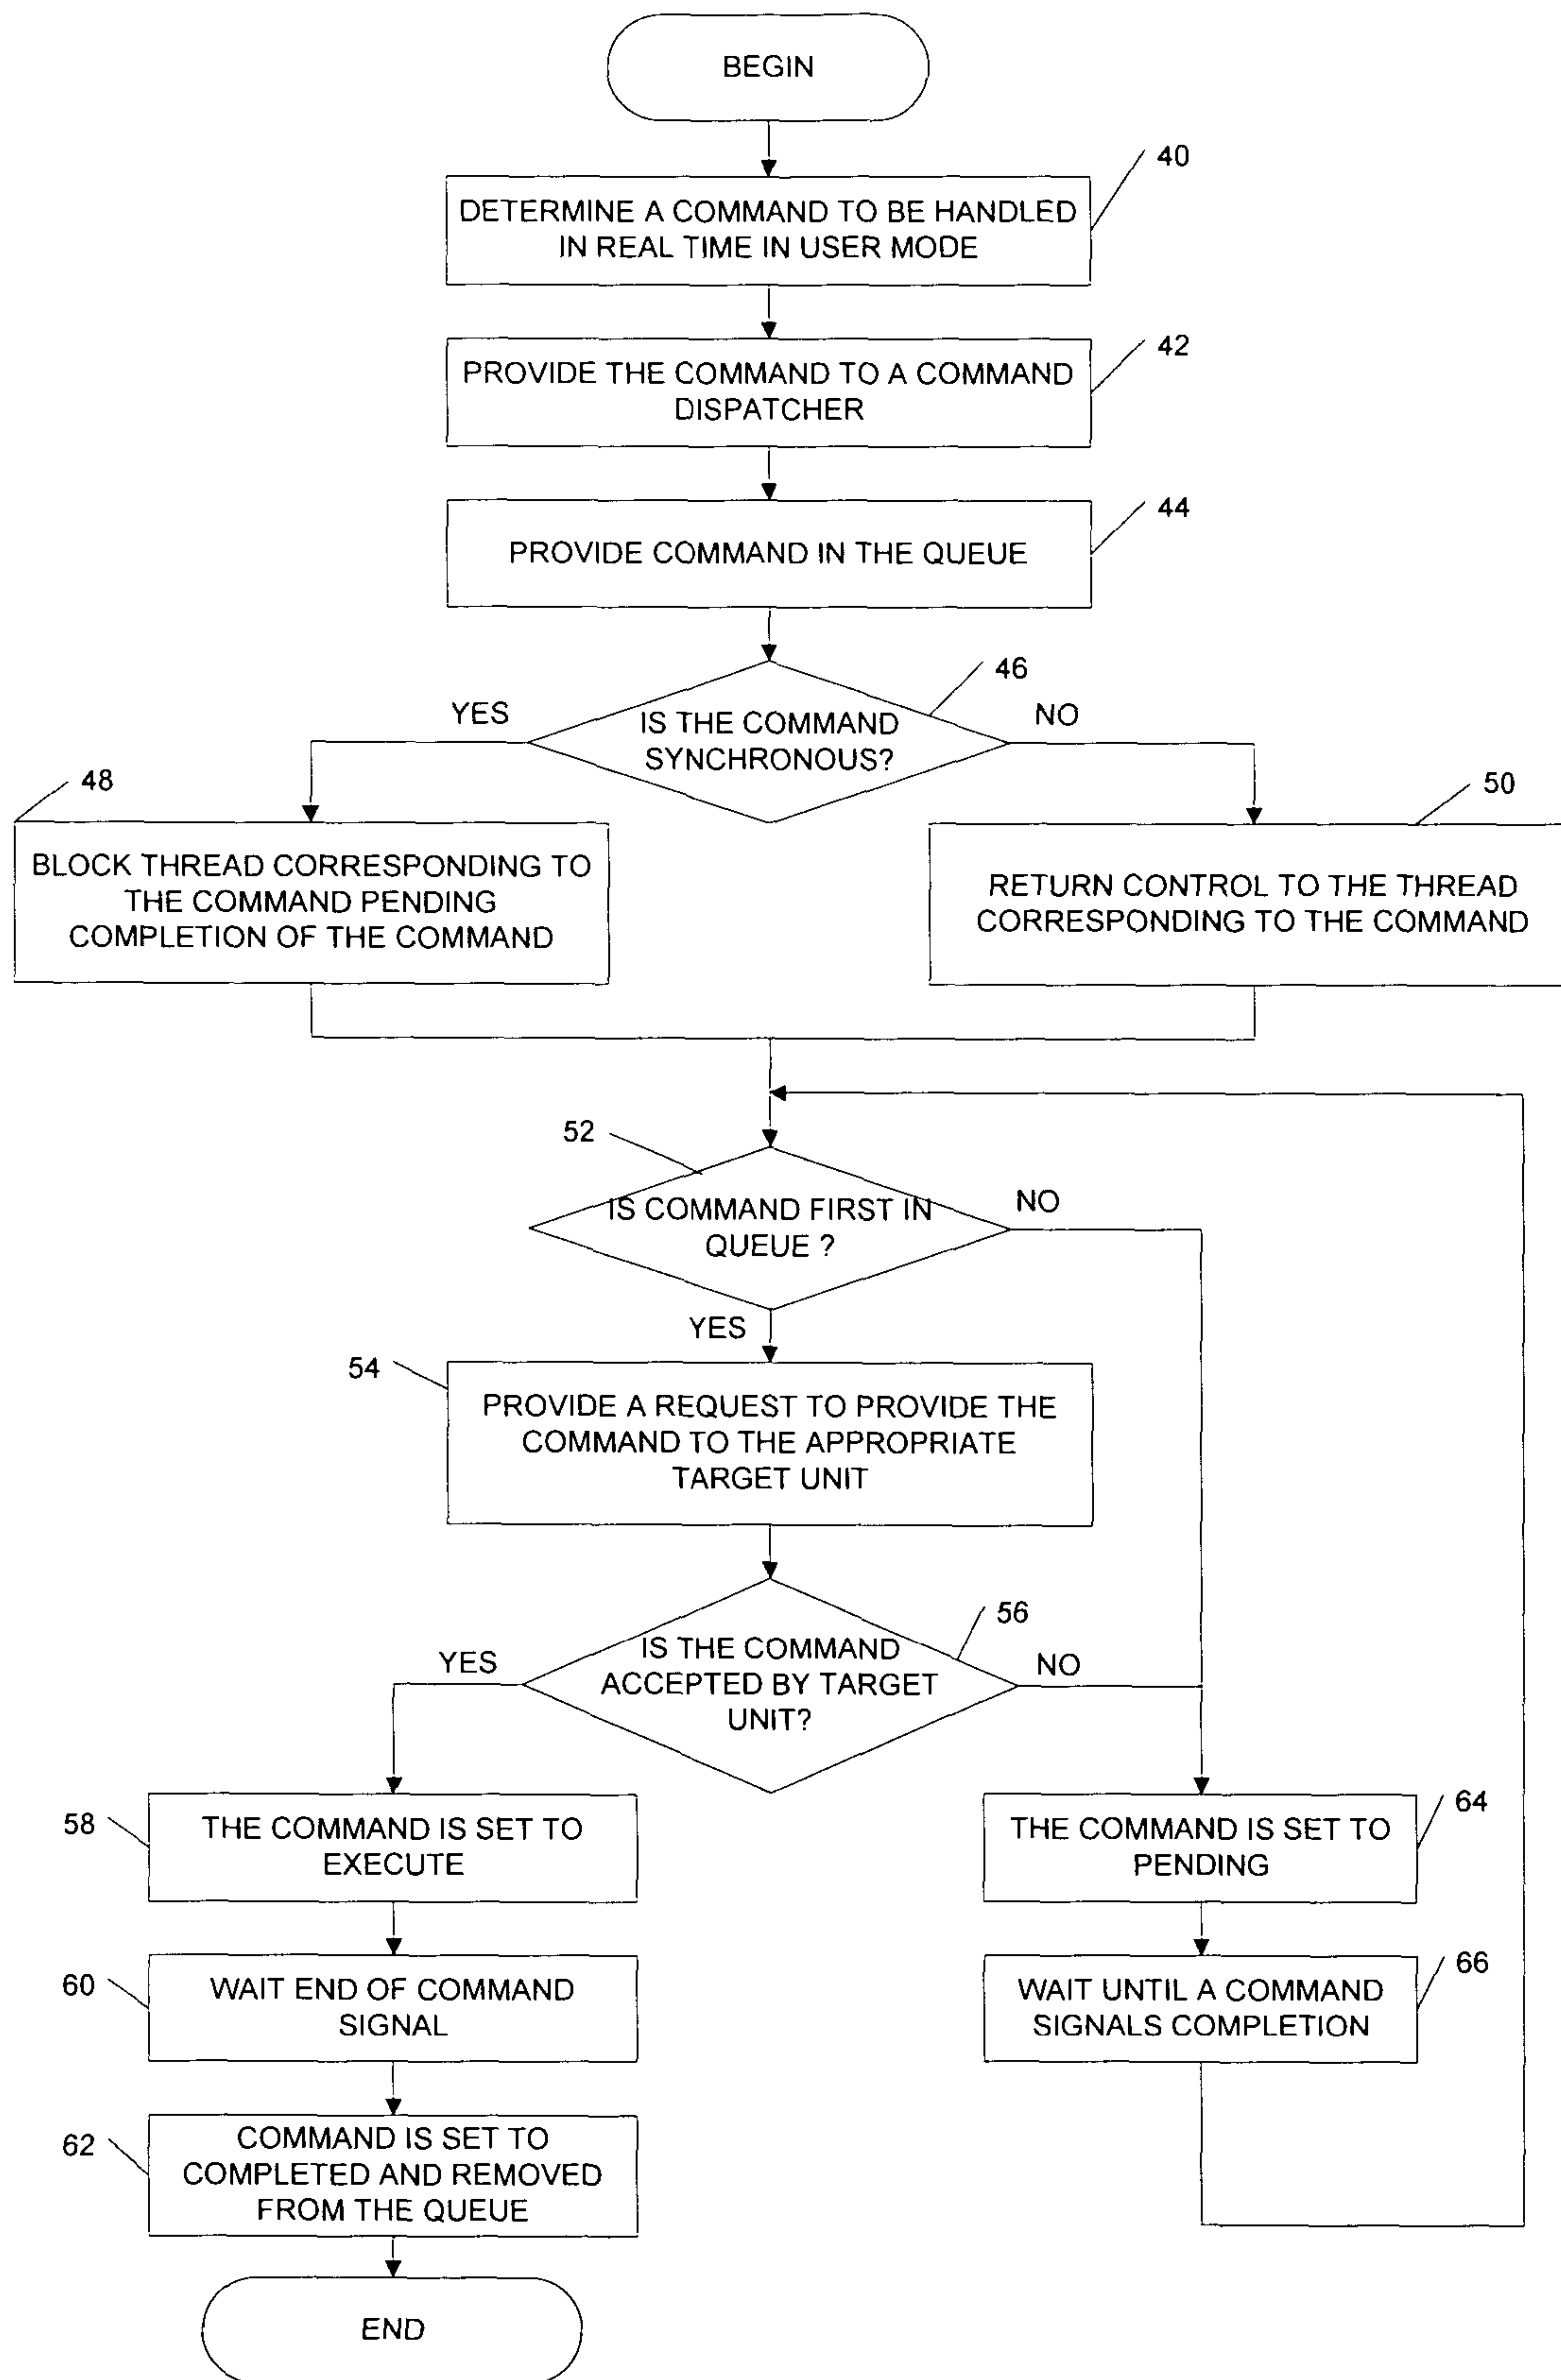 BEGIN
40
DETERMINE A COMMAND TO BE HANDLED
IN REAL TIME IN USER MODE
42
PROVIDE THE COMMAND TO A COMMAND
DISPATCHER
44
PROVIDE COMMAND IN THE QUEUE
46
YES
IS THE COMMAND
SYNCHRONOUS?
NO
48
BLOCK THREAD CORRESPONDING TO
THE COMMAND PENDING
COMPLETION OF THE COMMAND
50
RETURN CONTROL TO THE THREAD
CORRESPONDING TO THE COMMAND
52
IS COMMAND FIRST IN
QUEUE ?
NO
YES
54
PROVIDE A REQUEST TO PROVIDE THE
COMMAND TO THE APPROPRIATE
TARGET UNIT
56
YES
IS THE COMMAND
ACCEPTED BY TARGET
UNIT?
NO
58
THE COMMAND IS SET TO
EXECUTE
64
THE COMMAND IS SET TO
PENDING
60
WAIT END OF COMMAND
SIGNAL
66
WAIT UNTIL A COMMAND
SIGNALS COMPLETION
62
COMMAND IS SET TO
COMPLETED AND REMOVED
FROM THE QUEUE
END